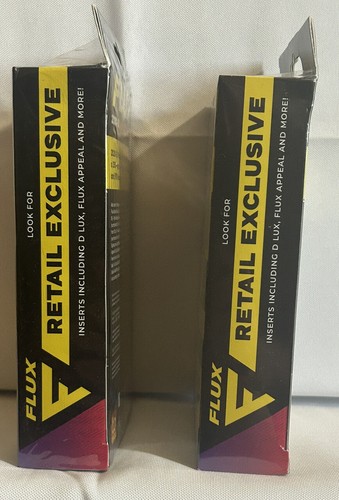 LOOK FOR
RETAIL EXCLUSIVE
INSERTS INCLUDING D LUX, FLUX APPEAL AND MORE!
FLUX
LOOK FOR
RETAIL EXCLUSIVE
INSERTS INCLUDING D LUX, FLUX APPEAL AND MORE!
FLUX